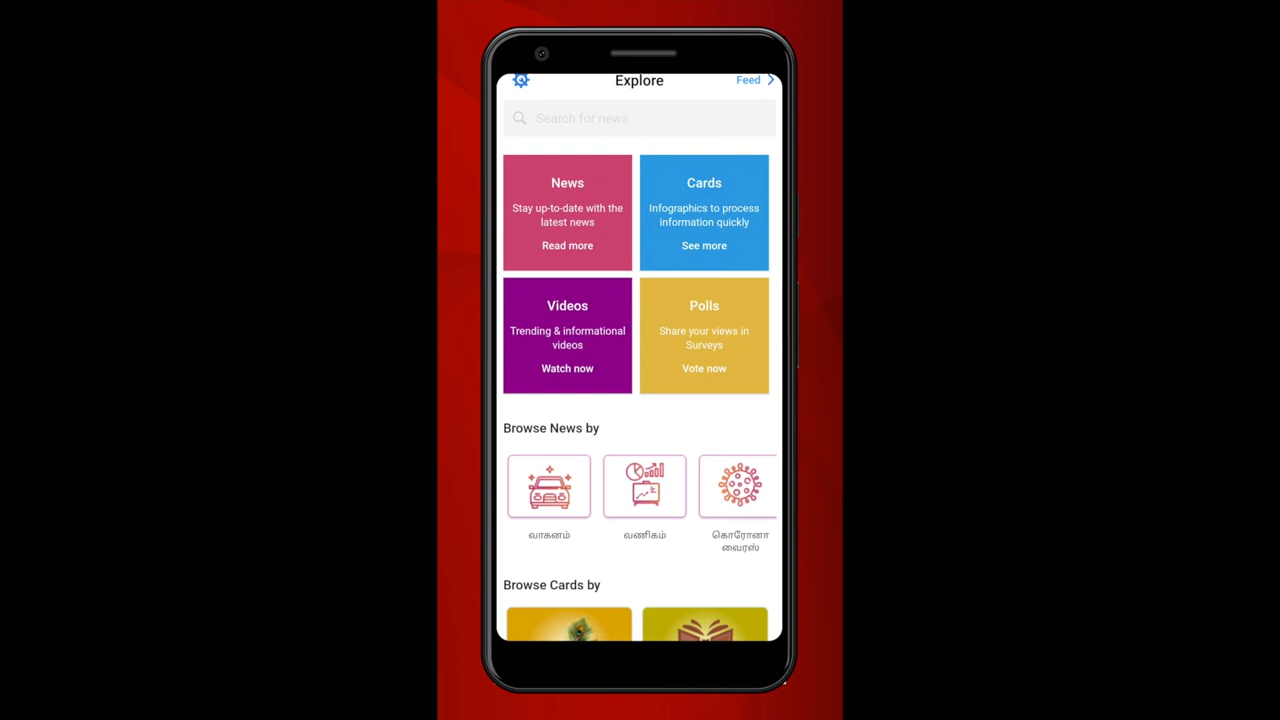 Explore
Feed
Search for news
News
Stay up-to-date with the
latest news
Read more
Cards
Infographics to process
information quickly
See more
Videos
Trending & informational
videos
Watch now
Polls
Share your views in
Surveys
Vote now
Browse News by
வாகனம்
வணிகம்
கொரோனா
வைரஸ்
Browse Cards by